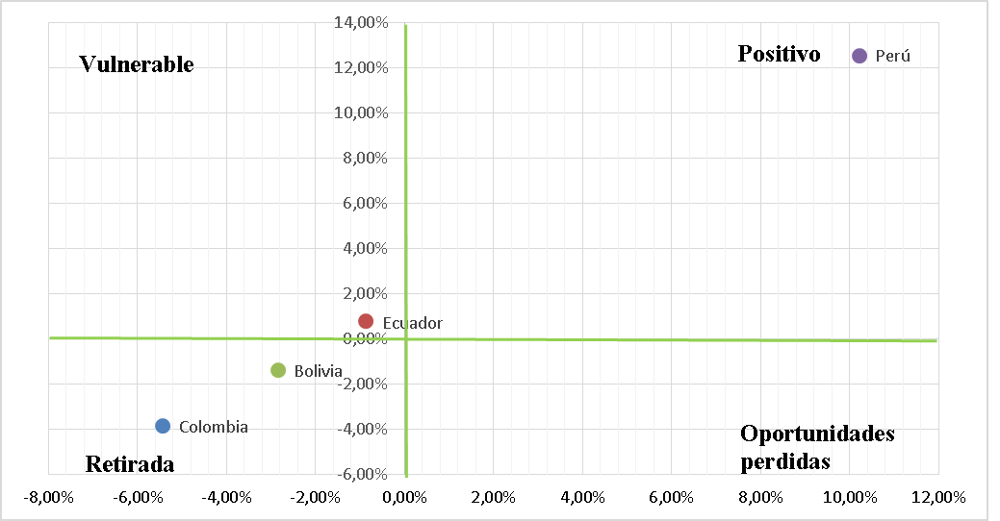 14,00%
Vulnerable
Positivo
Perú
12,00%
10,00%
8,00%
6,00%
4,00%
2,00%
Ecuador
0,00%
Bolivia
-2,00%
Colombia
-4,00%
Oportunidades
perdidas
Retirada
-6,00%
-8,00% -6,00% -4,00% -2,00% 0,00% 2,00% 4,00% 6,00% 8,00% 10,00% 12,00%